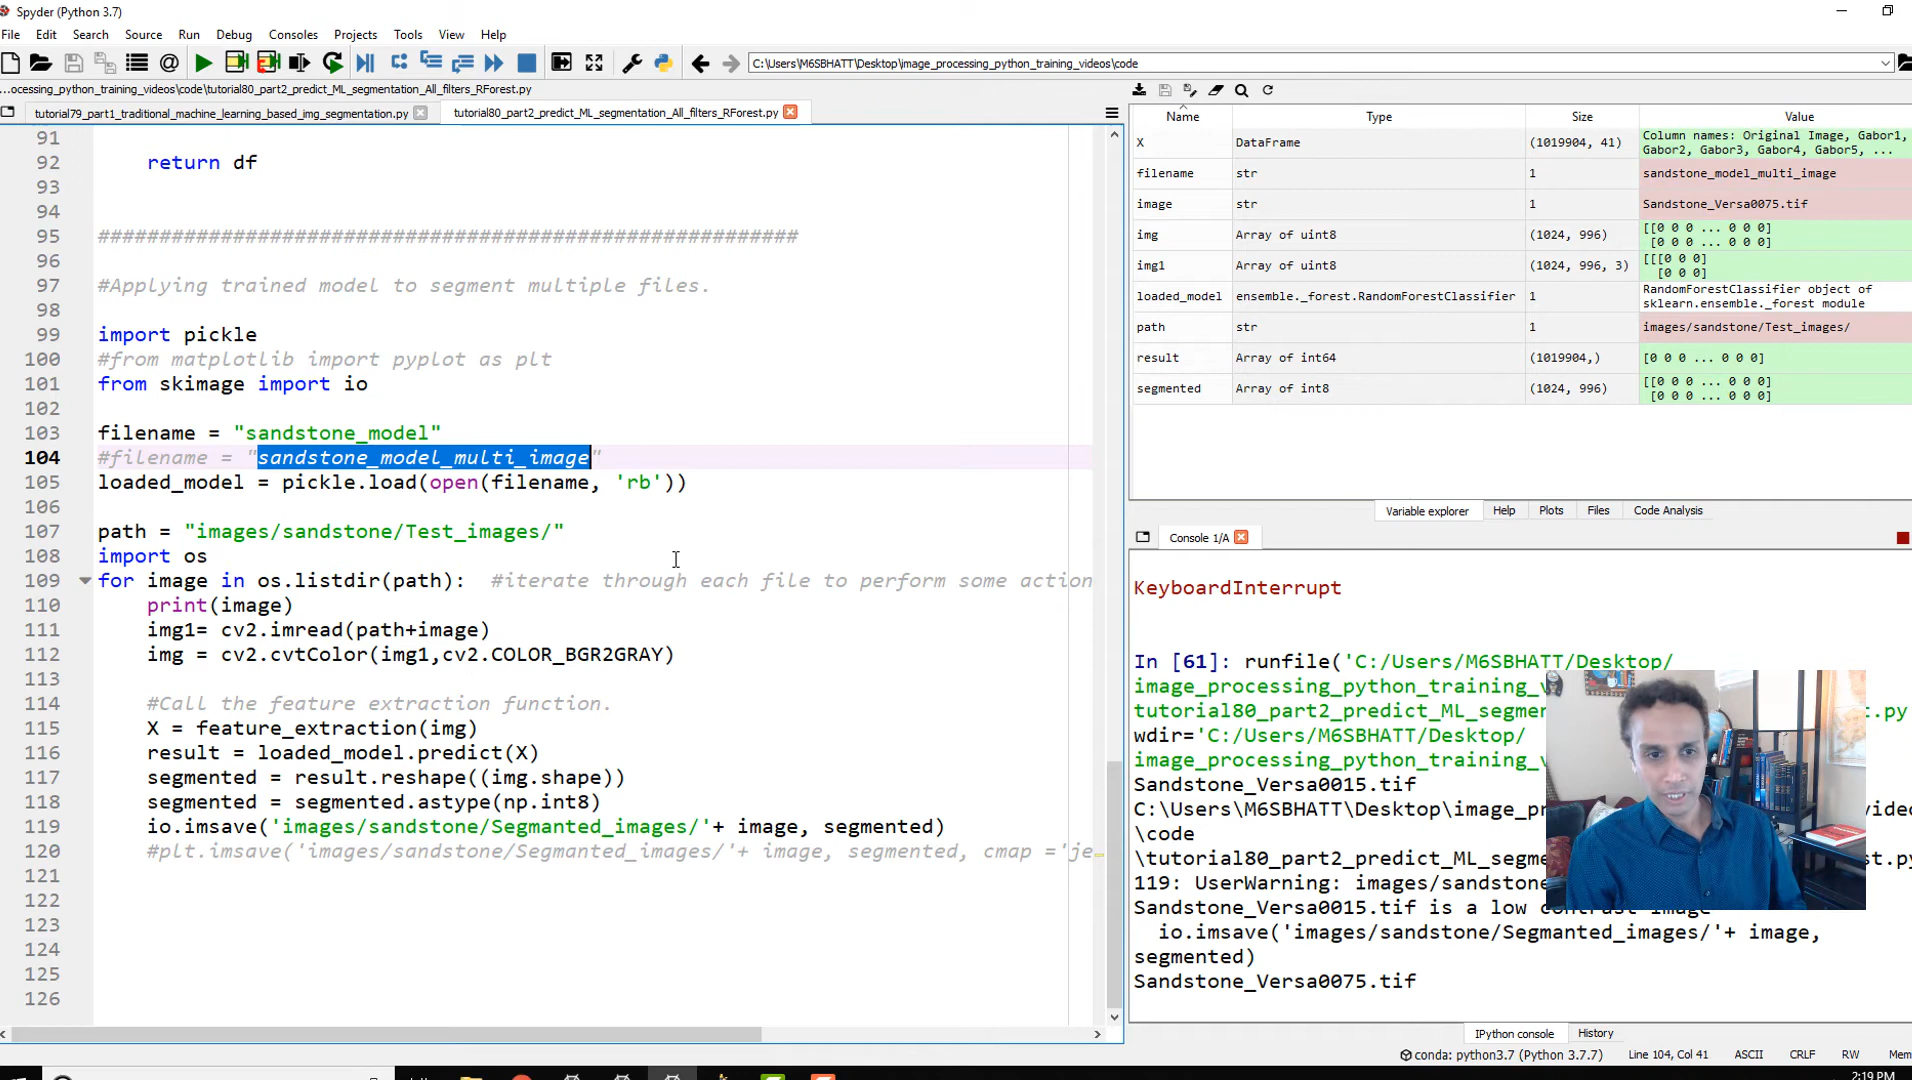 Spyder (Python 3.7)
File Edit Search Source Run Debug Consoles Projects Tools View Help
C:\Users\M6SBHATT\Desktop\image_processing_python_training_videos\code
...ocessing_python_training_videos\code\tutorial80_part2_predict_ML_segmentation_All_filters_RForest.py
tutorial79_part1_traditional_machine_learning_based_img_segmentation.py
tutorial80_part2_predict_ML_segmentation_All_filters_RForest.py
91
92 return df
93
94
95 #########################################################
96
97 #Applying trained model to segment multiple files.
98
99 import pickle
100 #from matplotlib import pyplot as plt
101 from skimage import io
102
103 filename = "sandstone_model"
104 #filename = "sandstone_model_multi_image"
105 loaded_model = pickle.load(open(filename, 'rb'))
106
107 path = "images/sandstone/Test_images/"
108 import os
109 for image in os.listdir(path):  #iterate through each file to perform some action
110 print(image)
111 img1= cv2.imread(path+image)
112 img = cv2.cvtColor(img1,cv2.COLOR_BGR2GRAY)
113
114 #Call the feature extraction function.
115 X = feature_extraction(img)
116 result = loaded_model.predict(X)
117 segmented = result.reshape((img.shape))
118 segmented = segmented.astype(np.int8)
119 io.imsave('images/sandstone/Segmanted_images/'+ image, segmented)
120 #plt.imsave('images/sandstone/Segmanted_images/'+ image, segmented, cmap ='je
121
122
123
124
125
126
Name Type Size Value
X DataFrame (1019904, 41) Column names: Original Image, Gabor1,
Gabor2, Gabor3, Gabor4, Gabor5, ...
filename str 1 sandstone_model_multi_image
image str 1 Sandstone_Versa0075.tif
img Array of uint8 (1024, 996) [[0 0 0 ... 0 0 0]
[0 0 0 ... 0 0 0]
img1 Array of uint8 (1024, 996, 3) [[[0 0 0]
[0 0 0]
loaded_model ensemble._forest.RandomForestClassifier 1 RandomForestClassifier object of
sklearn.ensemble._forest module
path str 1 images/sandstone/Test_images/
result Array of int64 (1019904,) [0 0 0 ... 0 0 0]
segmented Array of int8 (1024, 996) [[0 0 0 ... 0 0 0]
[0 0 0 ... 0 0 0]
Variable explorer Help Plots Files Code Analysis
Console 1/A
KeyboardInterrupt
In [61]: runfile('C:/Users/M6SBHATT/Desktop/
image_processing_python_training_v
tutorial80_part2_predict_ML_segmen t.py
wdir='C:/Users/M6SBHATT/Desktop/
image_processing_python_training_v
Sandstone_Versa0015.tif
C:\Users\M6SBHATT\Desktop\image_pr video
\code
\tutorial80_part2_predict_ML_segme st.py
119: UserWarning: images/sandstone
Sandstone_Versa0015.tif is a low contrast image
io.imsave('images/sandstone/Segmanted_images/'+ image,
segmented)
Sandstone_Versa0075.tif
IPython console History
conda: python3.7 (Python 3.7.7) Line 104, Col 41 ASCII CRLF RW Mem
2:19 PM